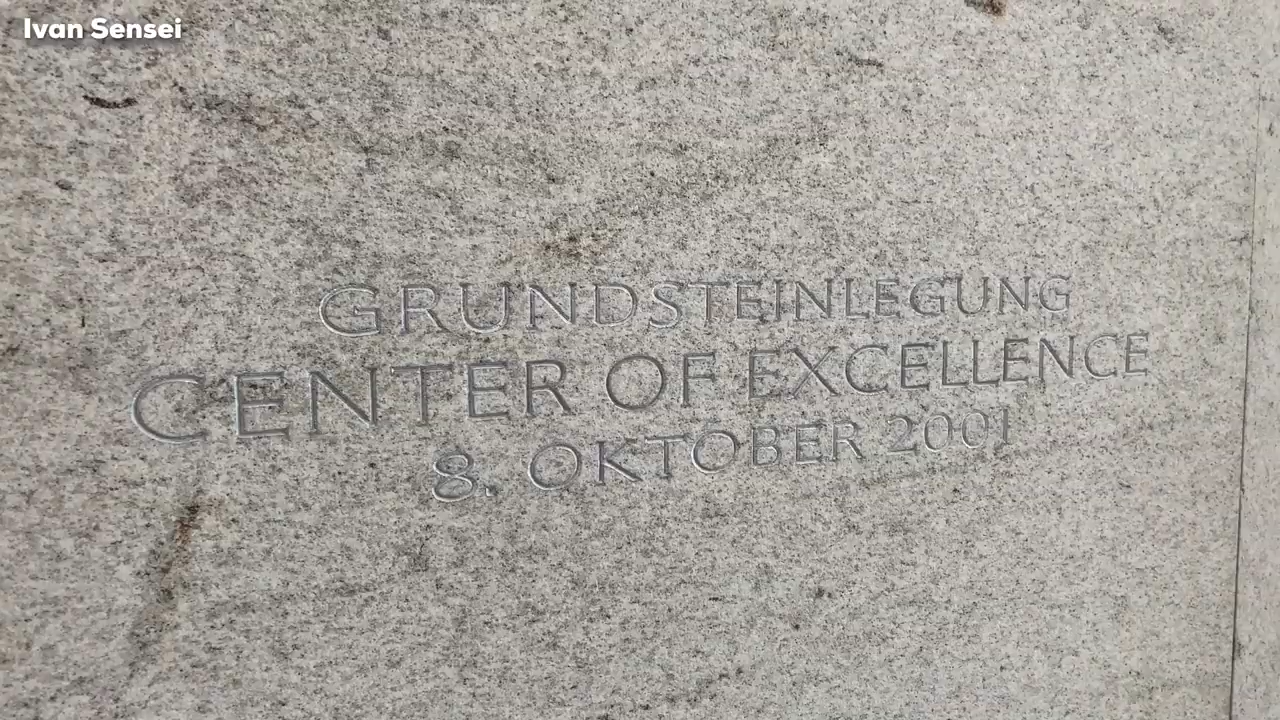 Ivan Sensei
GRUNDSTEINLEGUNG
CENTER OF EXCELLENCE
8. OKTOBER 2001